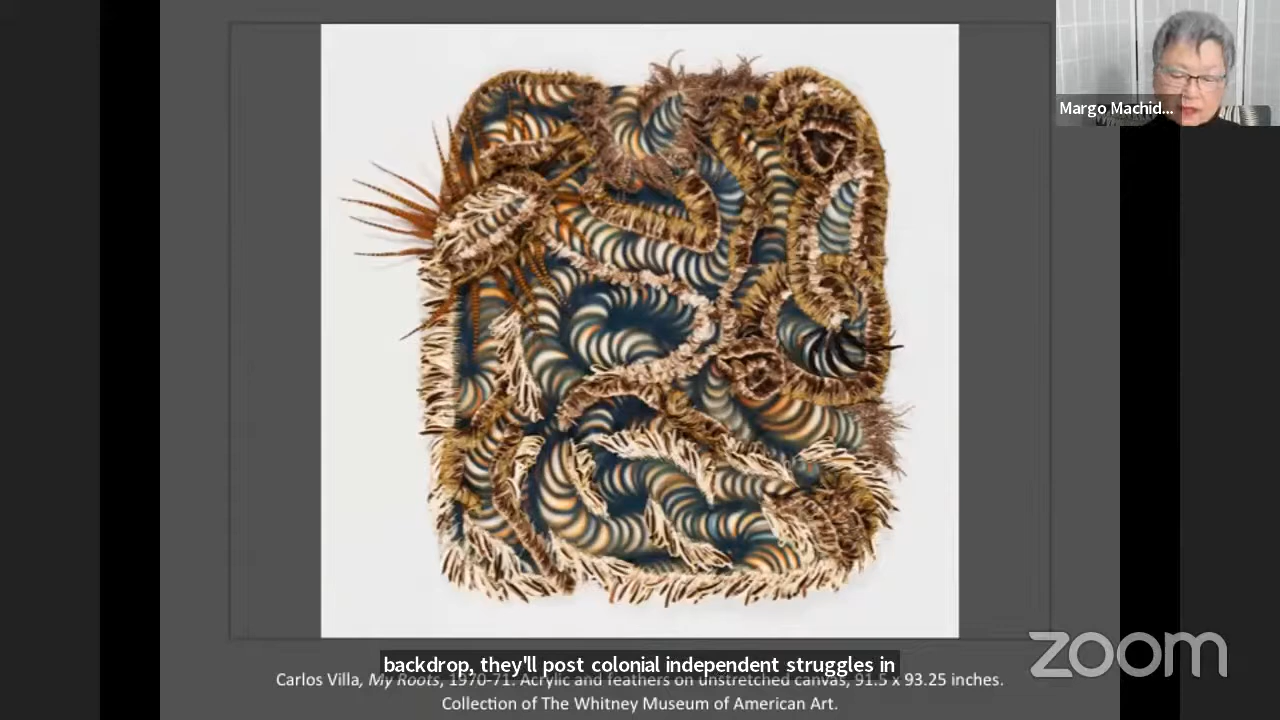 Margo Machid...
backdrop, they'll post colonial independent struggles in
Carlos Villa, My Roots, 1970-71. Acrylic and feathers on unstretched canvas, 91.5 x 93.25 inches.
Collection of The Whitney Museum of American Art.
zoom